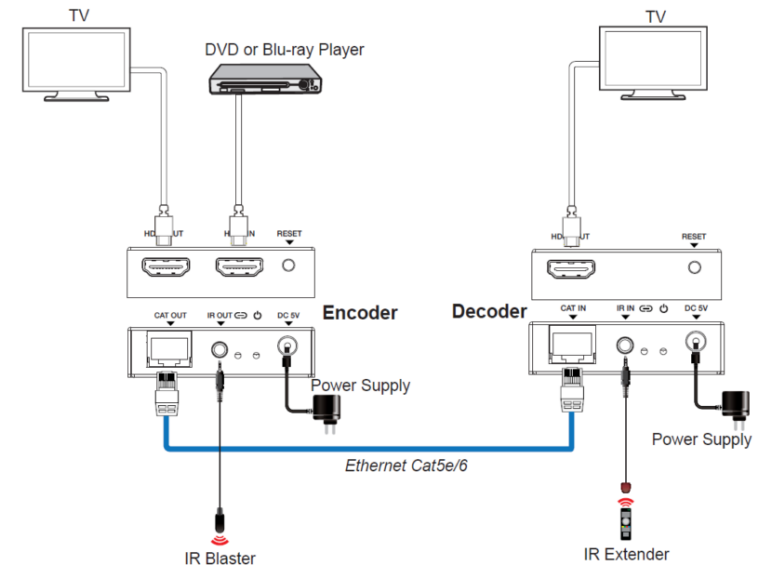 TV
TV
DVD or Blu-ray Player
RESET
RESET
CAT OUT
IR OUT
DC 5V
Encoder
Decoder
CAT IN
IR IN
DC 5V
Power Supply
Power Supply
Ethernet Cat5e/6
IR Blaster
IR Extender